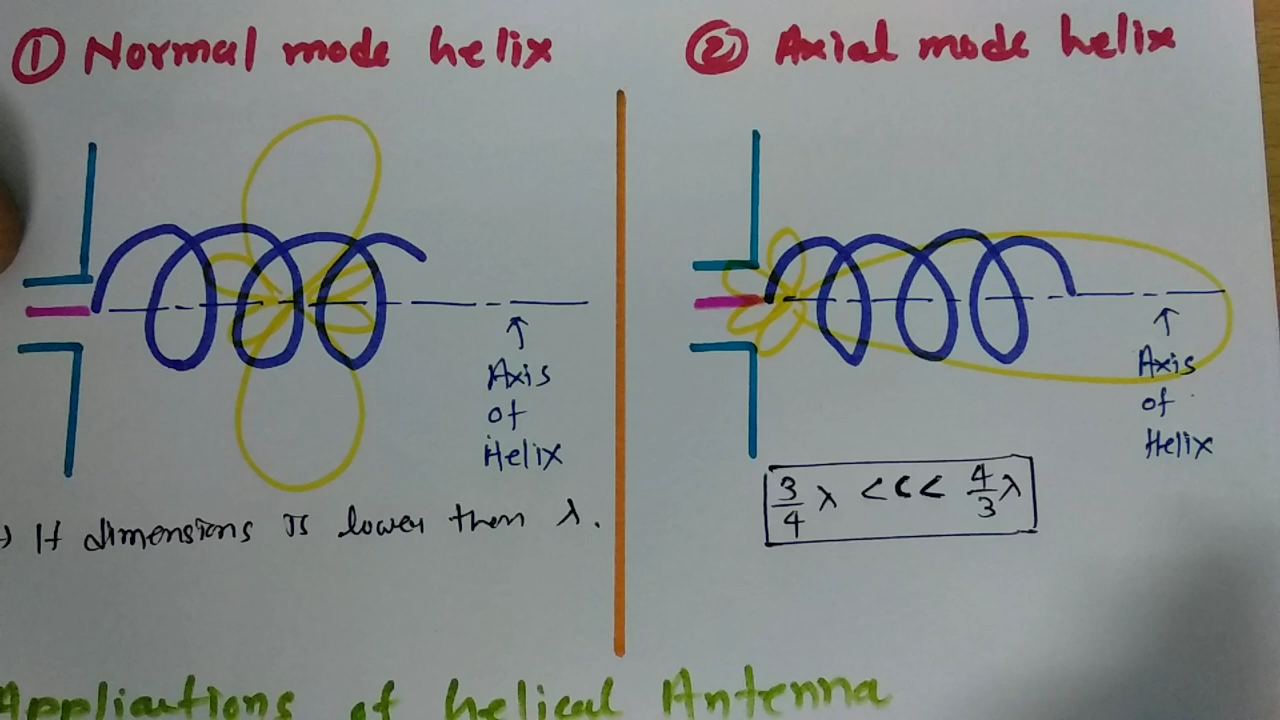 ① Normal mode helix
Axis
of
Helix
→ If dimensions is lower then λ.
② Axial mode helix
Axis
of
Helix
3/4 λ < C < 4/3 λ
Applications of helical Antenna